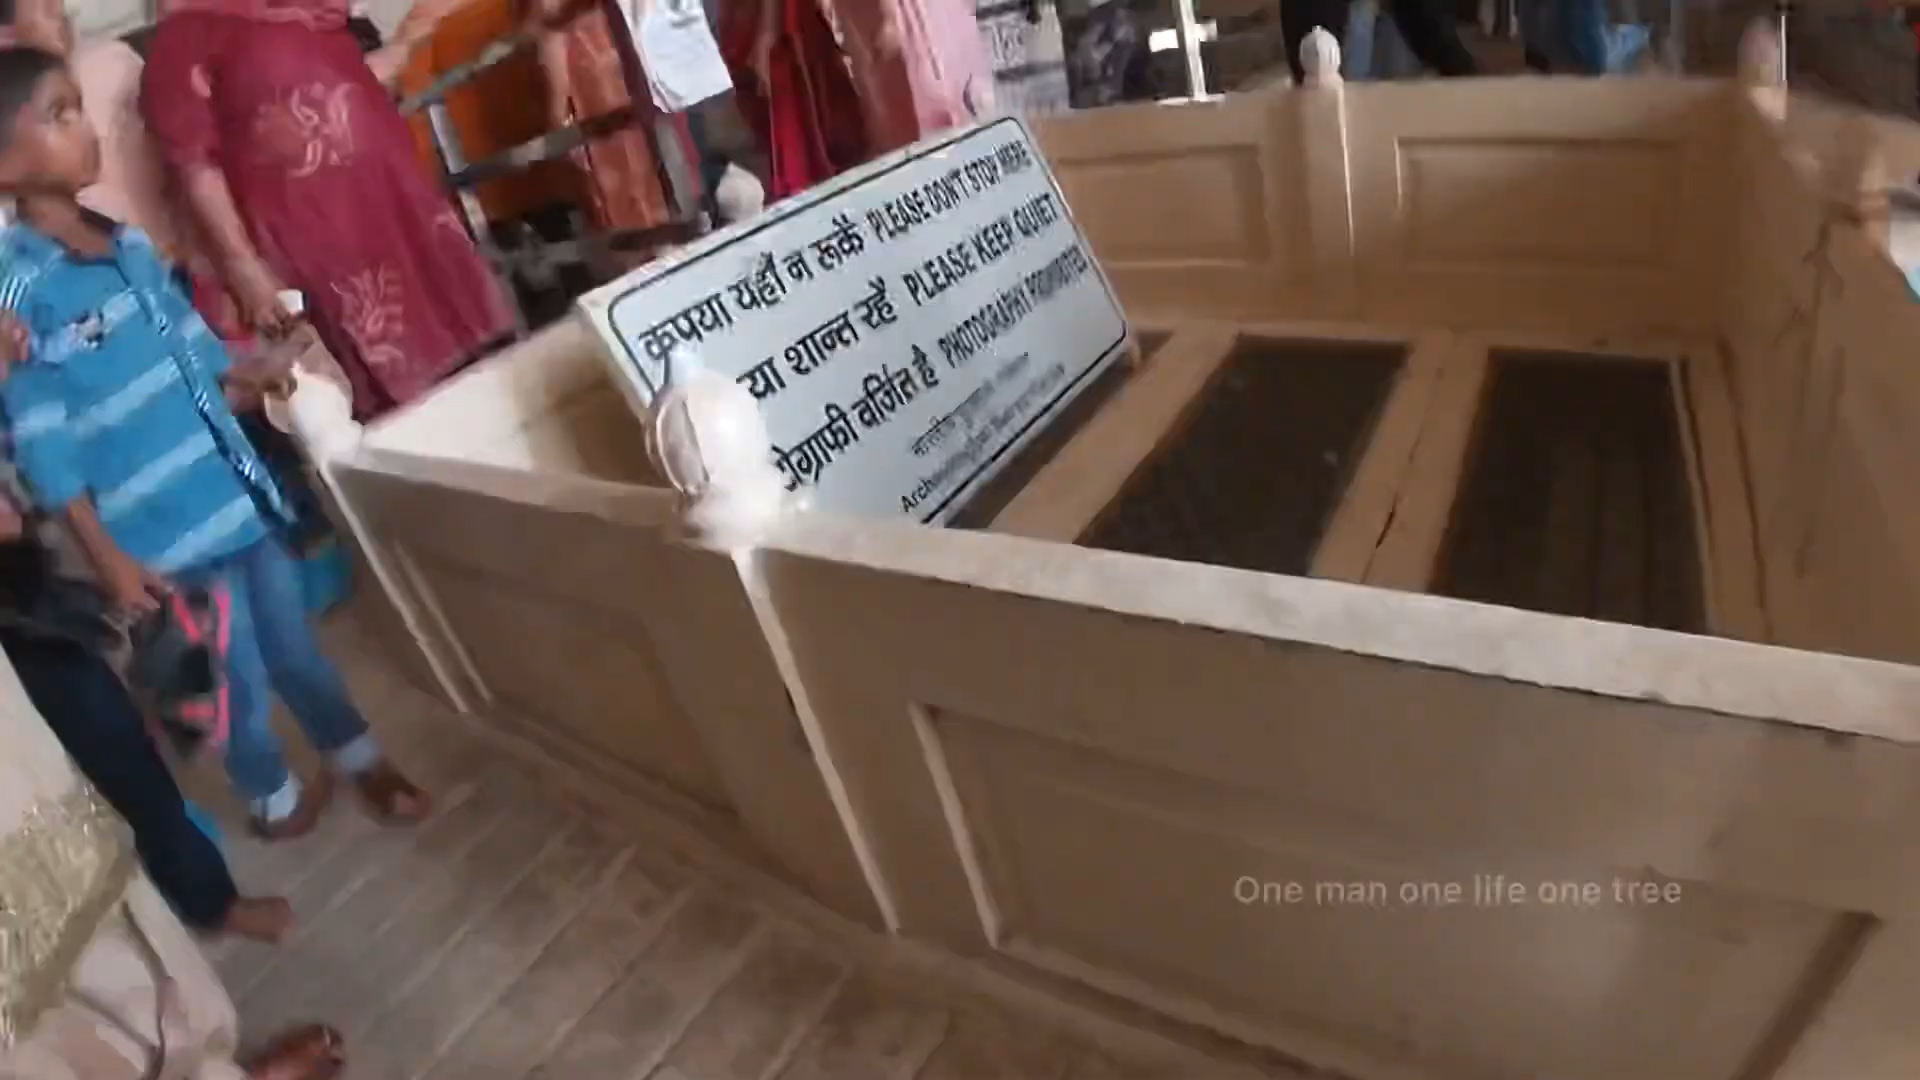 कृपया यहाँ न रूकें PLEASE DON'T STOP HERE
या शान्त रहें PLEASE KEEP QUIET
टोग्राफी वर्जित है PHOTOGRAPHY PROHIBITED
One man one life one tree